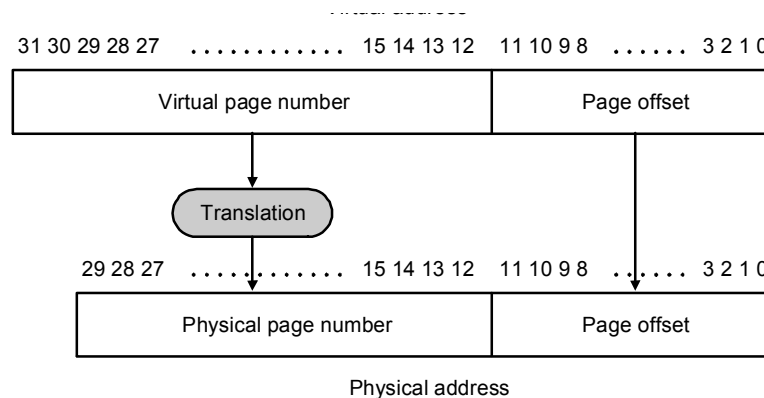 Virtual address
31 30 29 28 27 ............. 15 14 13 12 11 10 9 8 ...... 3 2 1 0
Virtual page number Page offset
Translation
29 28 27 ............. 15 14 13 12 11 10 9 8 ...... 3 2 1 0
Physical page number Page offset
Physical address